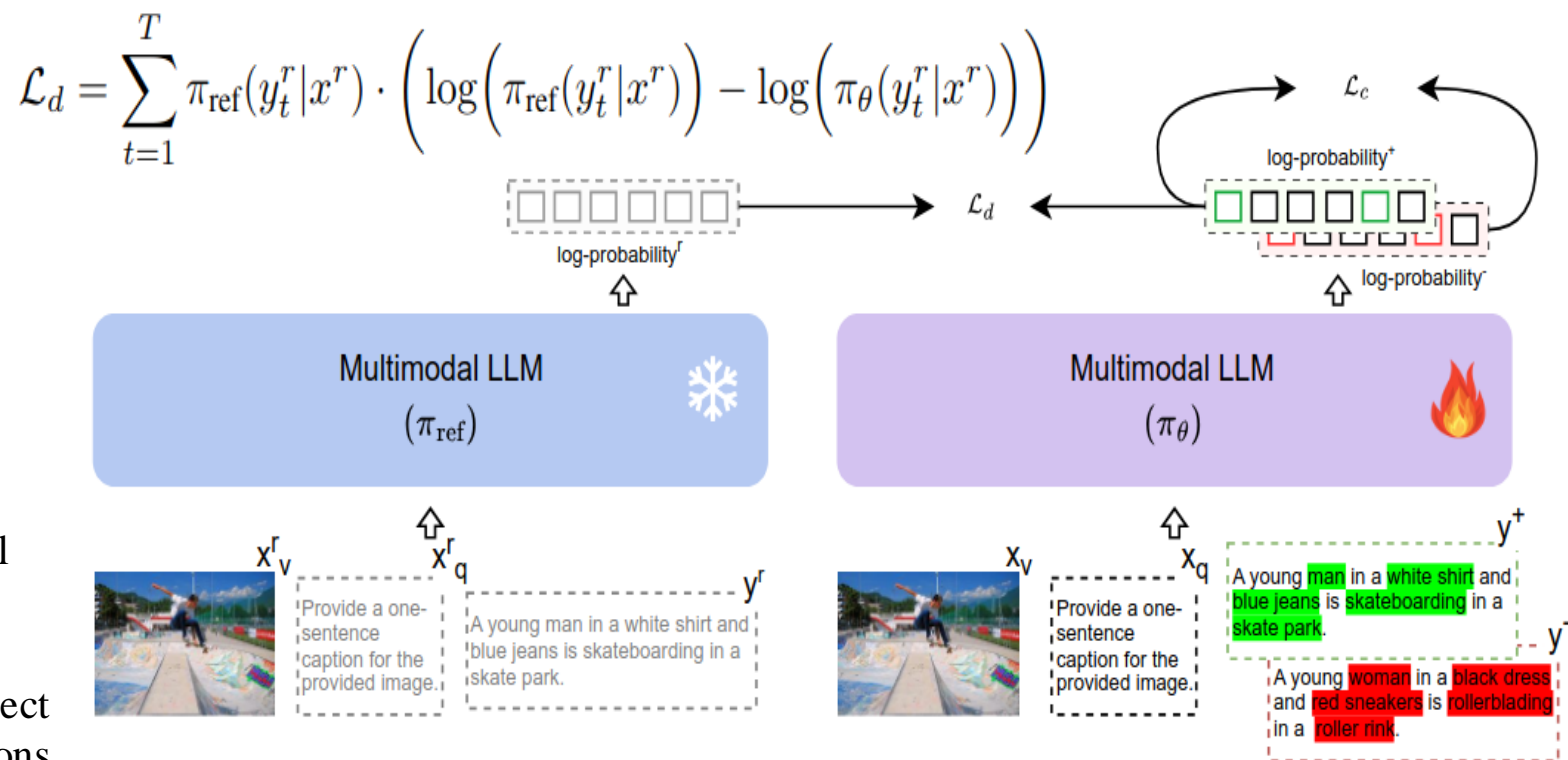 T
𝓛_d = ∑ π_ref(y_t^r|x^r) · (log(π_ref(y_t^r|x^r)) − log(π_θ(y_t^r|x^r)))
t=1
𝓛_c
log-probability^+
𝓛_d
log-probability^r
log-probability^-
Multimodal LLM
(π_ref)
Multimodal LLM
(π_θ)
x^r_v
x^r_q
y^r
Provide a one-
sentence
caption for the
provided image.
A young man in a white shirt and
blue jeans is skateboarding in a
skate park.
x_v
x_q
y^+
Provide a one-
sentence
caption for the
provided image.
A young man in a white shirt and
blue jeans is skateboarding in a
skate park.
y^-
A young woman in a black dress
and red sneakers is rollerblading
in a roller rink.
l
ect
ons